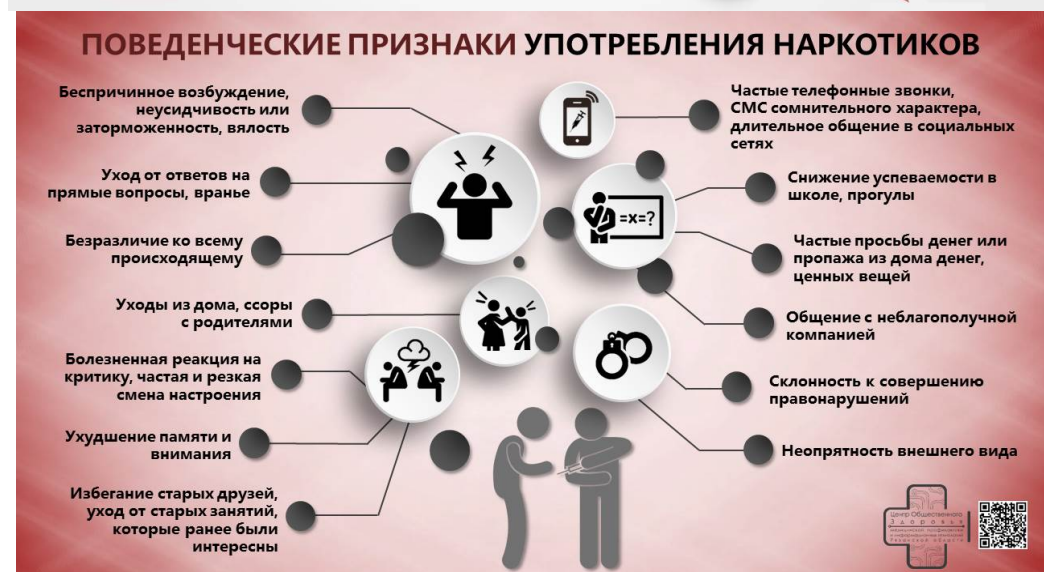 ПОВЕДЕНЧЕСКИЕ ПРИЗНАКИ УПОТРЕБЛЕНИЯ НАРКОТИКОВ
Беспричинное возбуждение,
неусидчивость или
заторможенность, вялость
Уход от ответов на
прямые вопросы, вранье
Безразличие ко всему
происходящему
Уходы из дома, ссоры
с родителями
Болезненная реакция на
критику, частая и резкая
смена настроения
Ухудшение памяти и
внимания
Избегание старых друзей,
уход от старых занятий,
которые ранее были
интересны
=x=?
Частые телефонные звонки,
СМС сомнительного характера,
длительное общение в социальных
сетях
Снижение успеваемости в
школе, прогулы
Частые просьбы денег или
пропажа из дома денег,
ценных вещей
Общение с неблагополучной
компанией
Склонность к совершению
правонарушений
Неопрятность внешнего вида
Центр Общественного
Здоровья